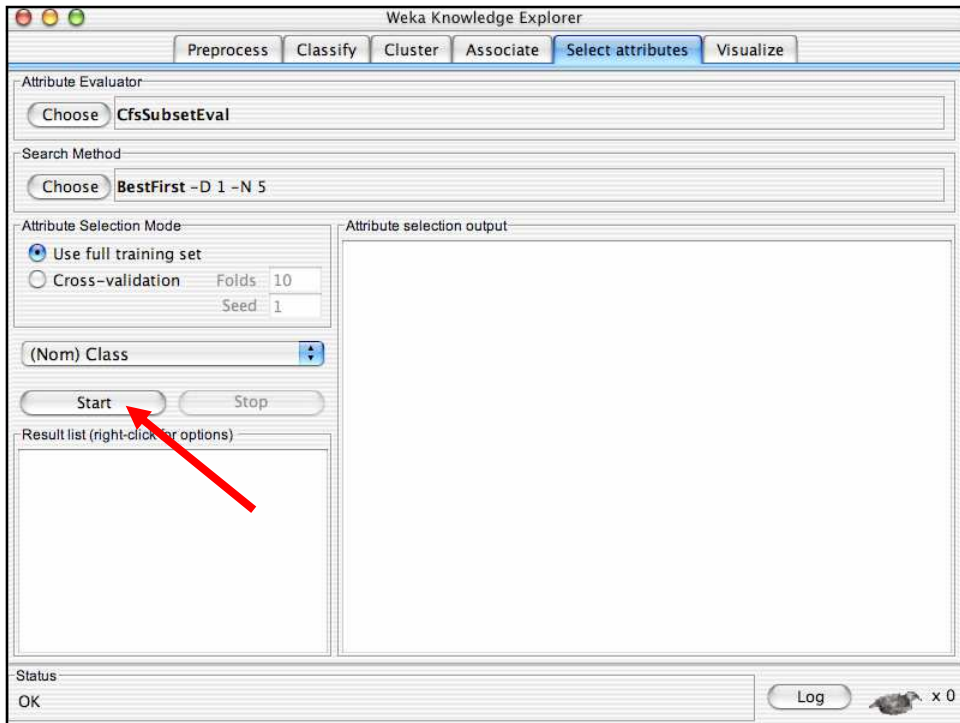 Weka Knowledge Explorer
Preprocess Classify Cluster Associate Select attributes Visualize
Attribute Evaluator
Choose CfsSubsetEval
Search Method
Choose BestFirst -D 1 -N 5
Attribute Selection Mode
Use full training set
Cross-validation Folds 10
Seed 1
(Nom) Class
Start Stop
Result list (right-click for options)
Attribute selection output
Status
OK
Log x 0